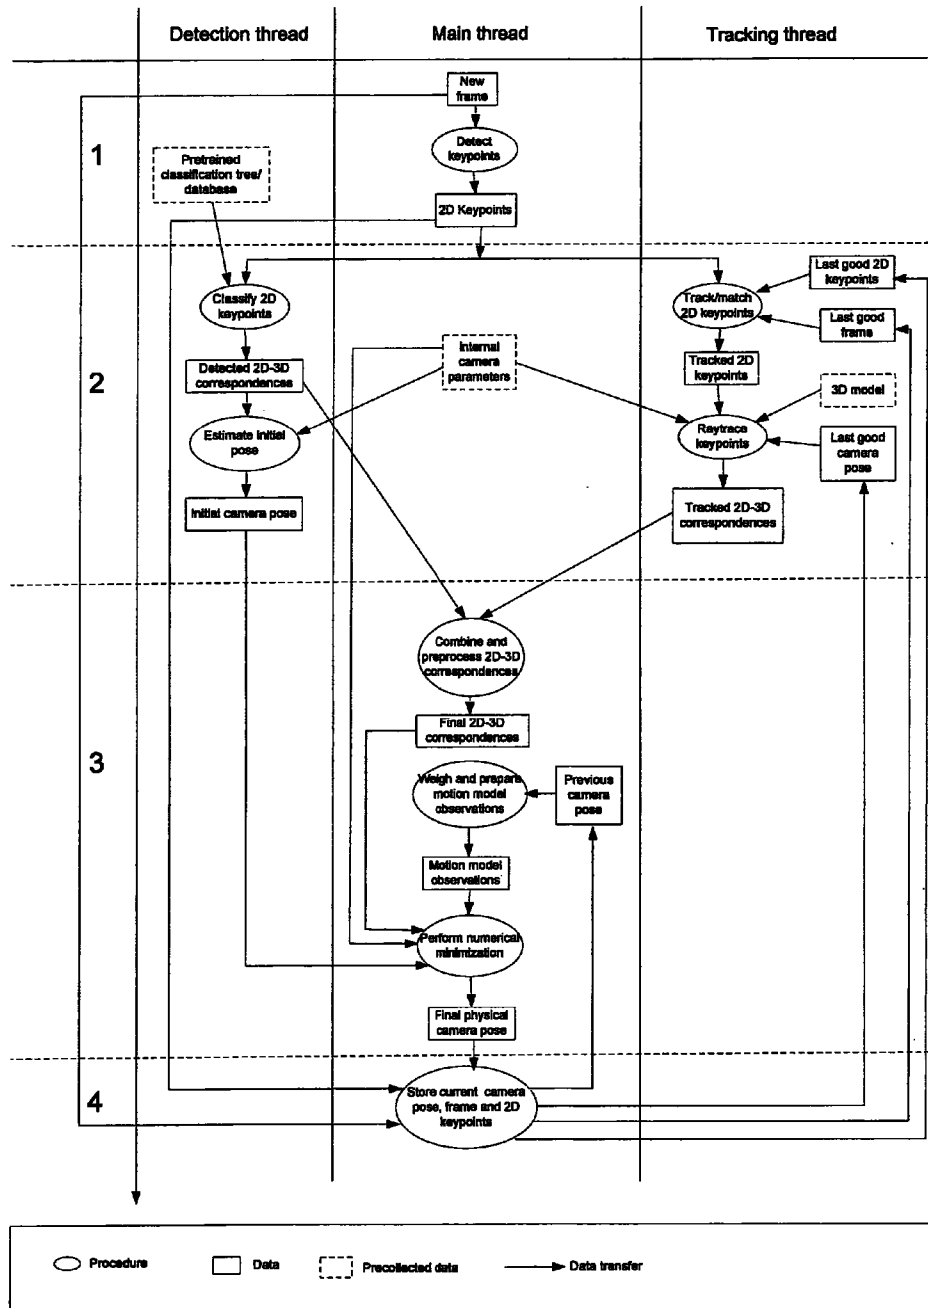 Detection thread
Main thread
Tracking thread
1
New
frame
Detect
keypoints
Pretrained
classification tree/
database
2D Keypoints
2
Classify 2D
keypoints
Track/match
2D keypoints
Last good 2D
keypoints
Last good
frame
Detected 2D-3D
correspondences
Internal
camera
parameters
Tracked 2D
keypoints
3D model
Estimate initial
pose
Raytrace
keypoints
Last good
camera
pose
Initial camera pose
Tracked 2D-3D
correspondences
3
Combine and
preprocess 2D-3D
correspondences
Final 2D-3D
correspondences
Weigh and prepare
motion model
observations
Previous
camera
pose
Motion model
observations
Perform numerical
minimization
Final physical
camera pose
4
Store current camera
pose, frame and 2D
keypoints
Procedure
Data
Precollected data
Data transfer